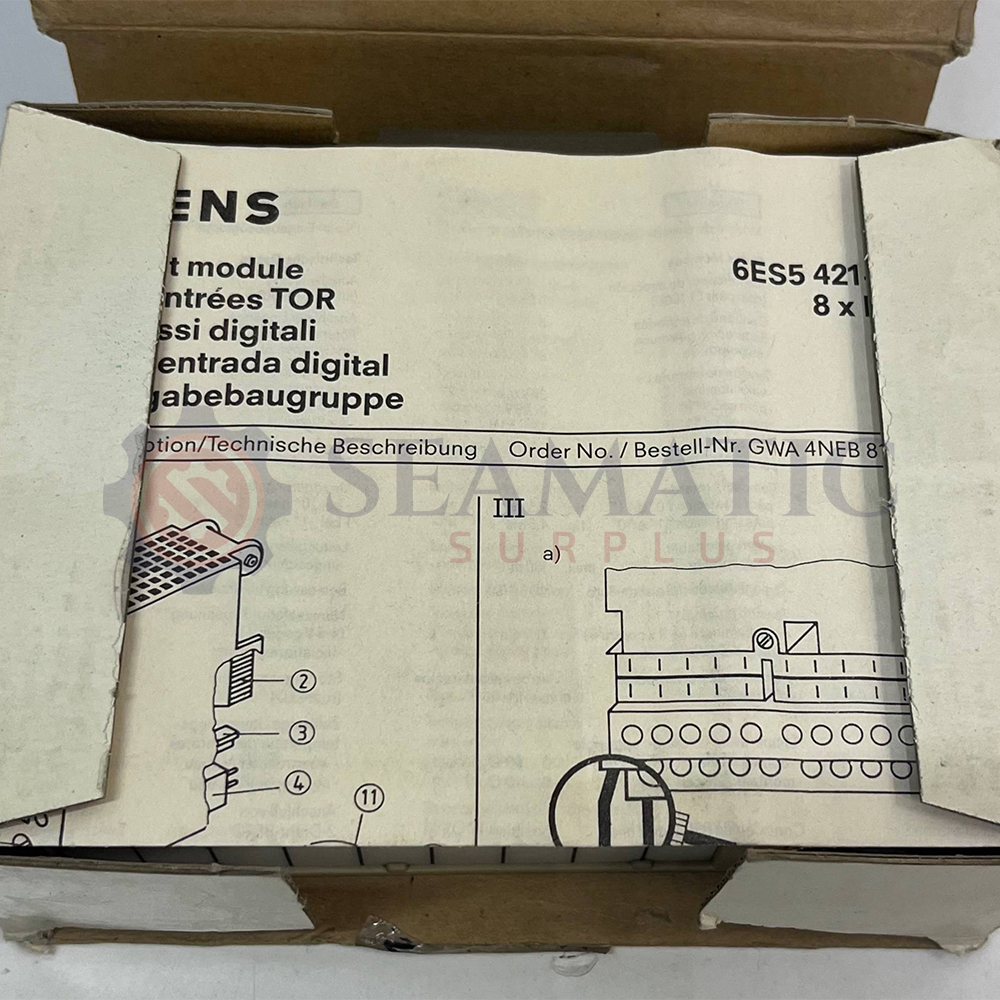 ENS
t module
6ES5 421
ntrées TOR
8 x
ssi digitali
entrada digital
gabebaugruppe
ption/Technische Beschreibung Order No. / Bestell-Nr. GWA 4NEB 81
SEAMATIC
SURPLUS
III
a)
2
3
4
11